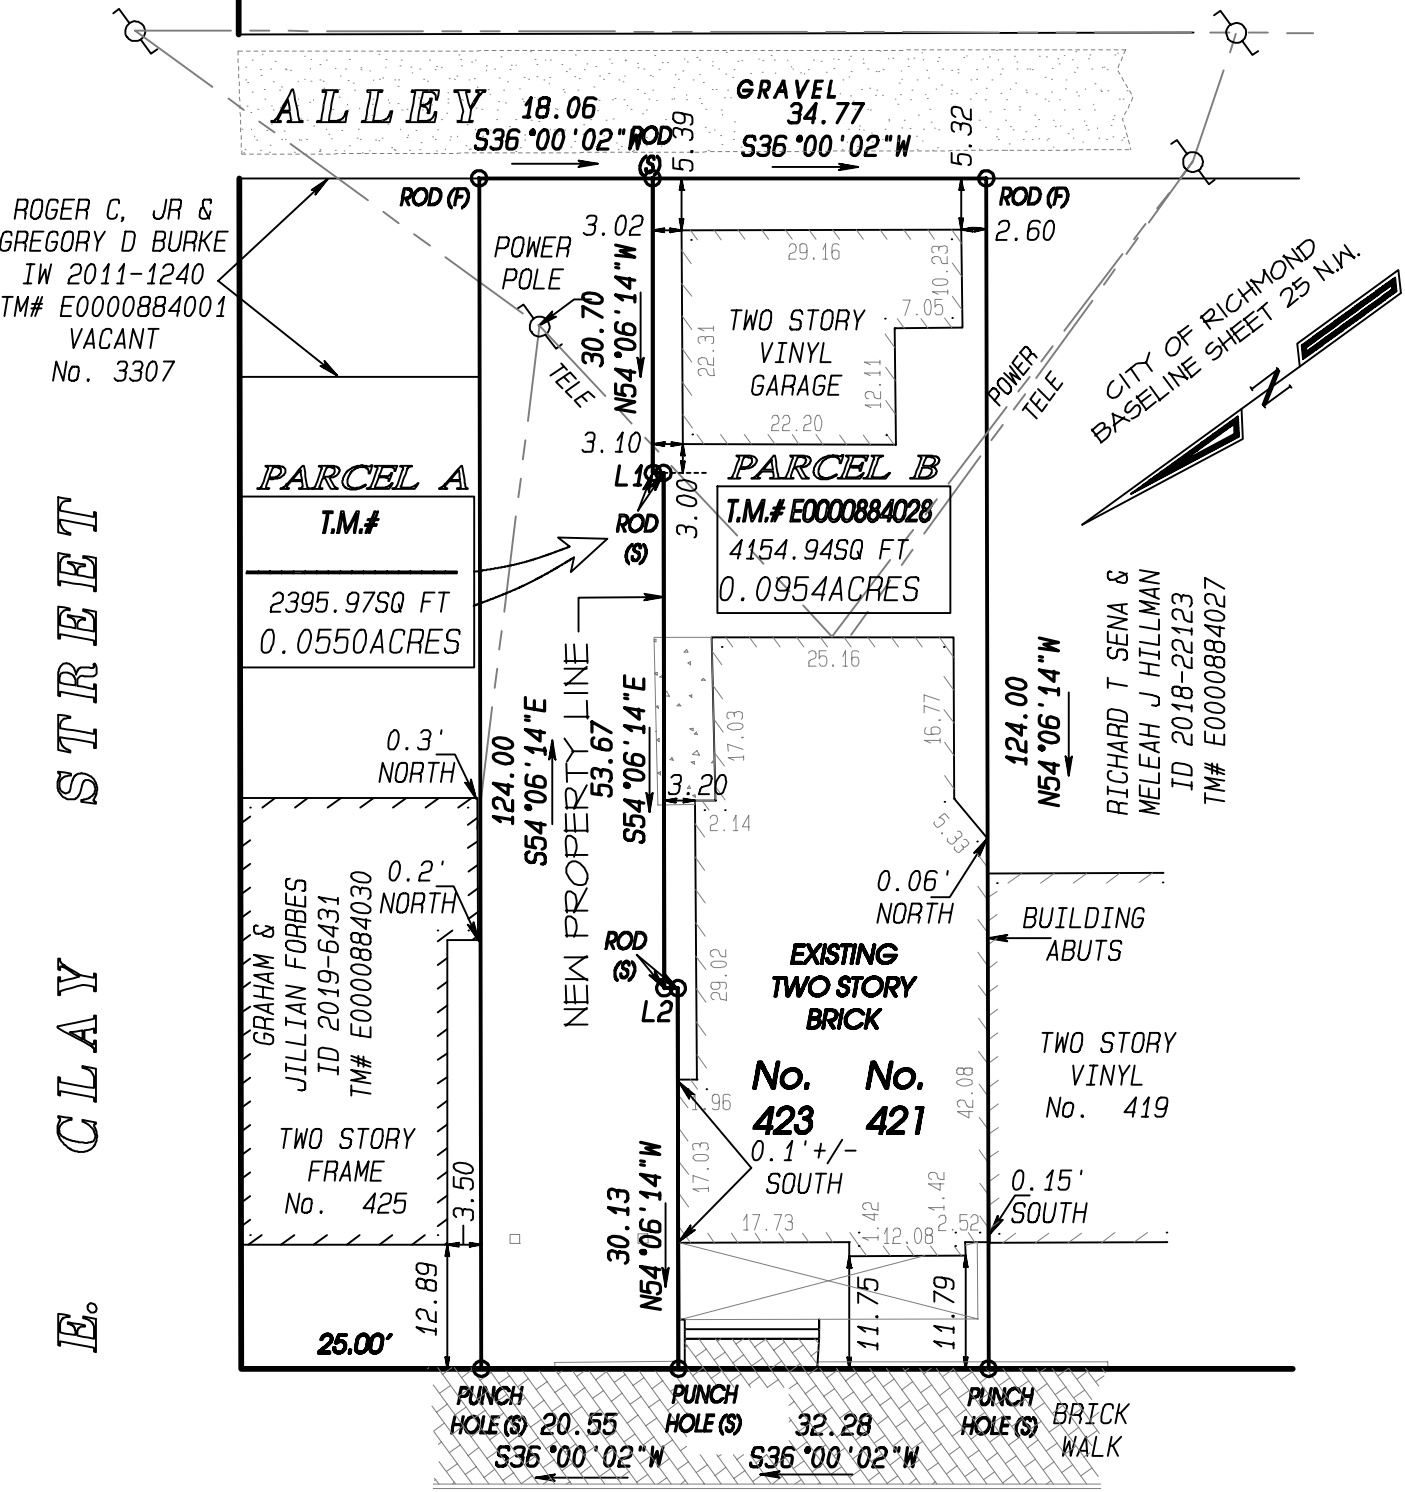 ALLEY
18.06
S36°00'02"W
ROD
(S)
5.39
GRAVEL
34.77
S36°00'02"W
5.32
ROD (F)
ROD (F)
ROGER C, JR &
GREGORY D BURKE
IW 2011-1240
TM# E0000884001
VACANT
No. 3307
POWER
POLE
TELE
3.02
2.60
30.70
N54°06'14"W
29.16
10.23
7.05
22.31
12.11
22.20
TWO STORY
VINYL
GARAGE
POWER
TELE
CITY OF RICHMOND
BASELINE SHEET 25 N.W.
N
3.10
L1
3.00
ROD
(S)
PARCEL A
T.M.#
2395.97SQ FT
0.0550ACRES
PARCEL B
T.M.# E0000884028
4154.94SQ FT
0.0954ACRES
E. CLAY STREET
RICHARD T SENA &
MELEAH J HILLMAN
ID 2018-22123
TM# E0000884027
124.00
N54°06'14"W
NEW PROPERTY LINE
124.00
S54°06'14"E
53.67
S54°06'14"E
0.3'
NORTH
0.2'
NORTH
25.16
17.03
16.77
3.20
2.14
5.33
0.06'
NORTH
BUILDING
ABUTS
GRAHAM &
JILLIAN FORBES
ID 2019-6431
TM# E0000884030
TWO STORY
FRAME
No. 425
ROD
(S)
L2
29.02
EXISTING
TWO STORY
BRICK
No. No.
423 421
42.08
TWO STORY
VINYL
No. 419
1.96
17.03
0.1'+/-
SOUTH
0.15'
SOUTH
30.13
N54°06'14"W
3.50
12.89
17.73
1.42
12.08
1.42
2.52
11.75
11.79
25.00'
PUNCH
HOLE (S)
PUNCH
HOLE (S)
PUNCH
HOLE (S)
20.55
S36°00'02"W
32.28
S36°00'02"W
BRICK
WALK